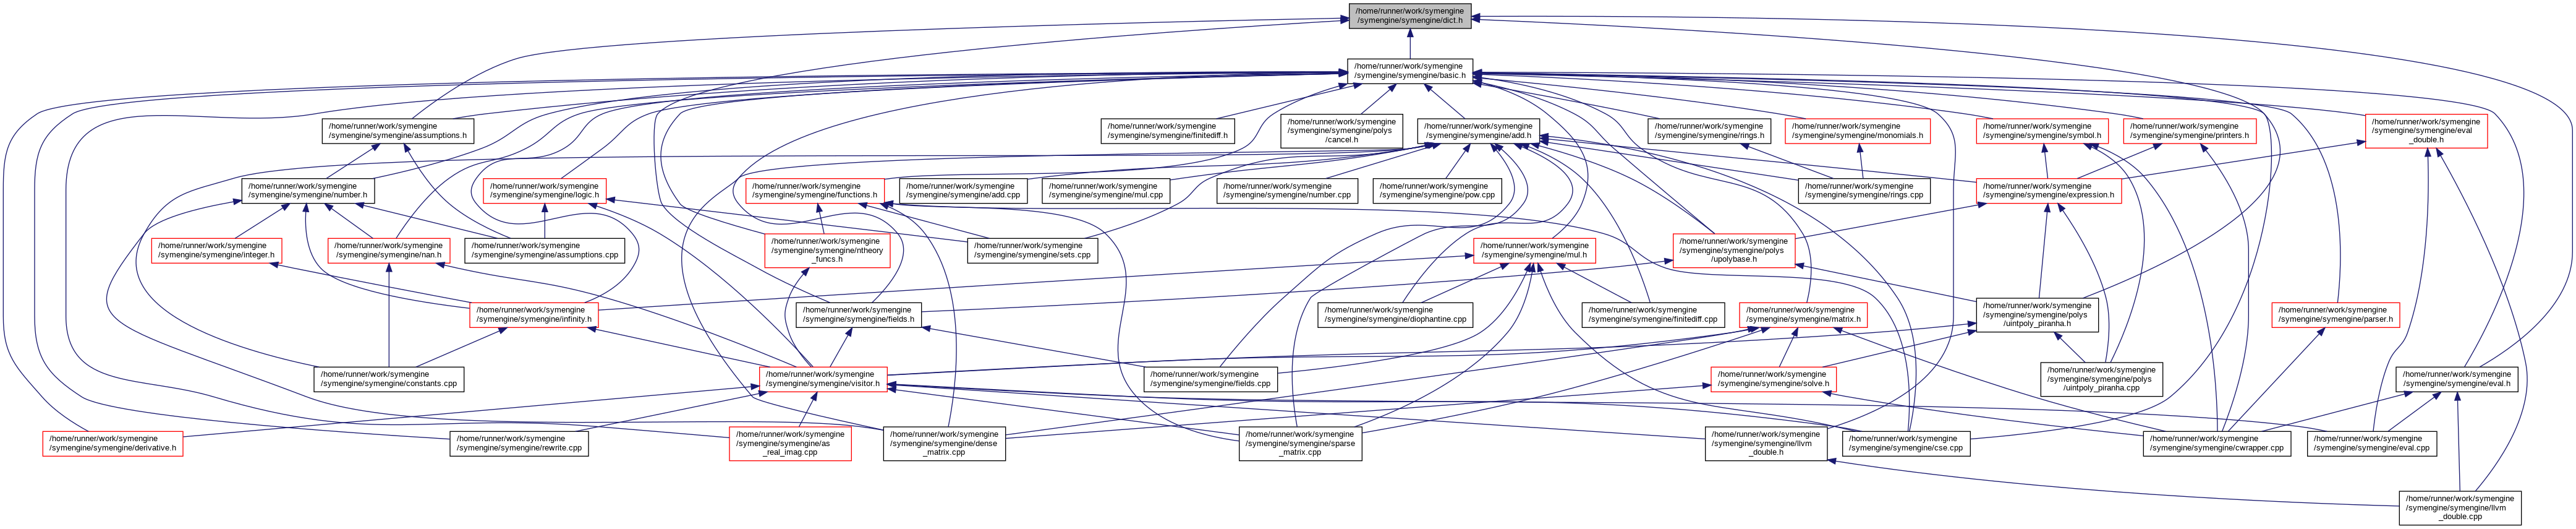 /home/runner/work/symengine
/symengine/symengine/dict.h
/home/runner/work/symengine
/symengine/symengine/basic.h
/home/runner/work/symengine
/symengine/symengine/assumptions.h
/home/runner/work/symengine
/symengine/symengine/finitediff.h
/home/runner/work/symengine
/symengine/symengine/polys
/cancel.h
/home/runner/work/symengine
/symengine/symengine/add.h
/home/runner/work/symengine
/symengine/symengine/rings.h
/home/runner/work/symengine
/symengine/symengine/monomials.h
/home/runner/work/symengine
/symengine/symengine/symbol.h
/home/runner/work/symengine
/symengine/symengine/printers.h
/home/runner/work/symengine
/symengine/symengine/eval
_double.h
/home/runner/work/symengine
/symengine/symengine/number.h
/home/runner/work/symengine
/symengine/symengine/logic.h
/home/runner/work/symengine
/symengine/symengine/functions.h
/home/runner/work/symengine
/symengine/symengine/add.cpp
/home/runner/work/symengine
/symengine/symengine/mul.cpp
/home/runner/work/symengine
/symengine/symengine/number.cpp
/home/runner/work/symengine
/symengine/symengine/pow.cpp
/home/runner/work/symengine
/symengine/symengine/rings.cpp
/home/runner/work/symengine
/symengine/symengine/expression.h
/home/runner/work/symengine
/symengine/symengine/integer.h
/home/runner/work/symengine
/symengine/symengine/nan.h
/home/runner/work/symengine
/symengine/symengine/assumptions.cpp
/home/runner/work/symengine
/symengine/symengine/ntheory
_funcs.h
/home/runner/work/symengine
/symengine/symengine/sets.cpp
/home/runner/work/symengine
/symengine/symengine/mul.h
/home/runner/work/symengine
/symengine/symengine/polys
/upolybase.h
/home/runner/work/symengine
/symengine/symengine/infinity.h
/home/runner/work/symengine
/symengine/symengine/fields.h
/home/runner/work/symengine
/symengine/symengine/diophantine.cpp
/home/runner/work/symengine
/symengine/symengine/finitediff.cpp
/home/runner/work/symengine
/symengine/symengine/matrix.h
/home/runner/work/symengine
/symengine/symengine/polys
/uintpoly_piranha.h
/home/runner/work/symengine
/symengine/symengine/parser.h
/home/runner/work/symengine
/symengine/symengine/constants.cpp
/home/runner/work/symengine
/symengine/symengine/visitor.h
/home/runner/work/symengine
/symengine/symengine/fields.cpp
/home/runner/work/symengine
/symengine/symengine/solve.h
/home/runner/work/symengine
/symengine/symengine/polys
/uintpoly_piranha.cpp
/home/runner/work/symengine
/symengine/symengine/eval.h
/home/runner/work/symengine
/symengine/symengine/derivative.h
/home/runner/work/symengine
/symengine/symengine/rewrite.cpp
/home/runner/work/symengine
/symengine/symengine/as
_real_imag.cpp
/home/runner/work/symengine
/symengine/symengine/dense
_matrix.cpp
/home/runner/work/symengine
/symengine/symengine/sparse
_matrix.cpp
/home/runner/work/symengine
/symengine/symengine/llvm
_double.h
/home/runner/work/symengine
/symengine/symengine/cse.cpp
/home/runner/work/symengine
/symengine/symengine/cwrapper.cpp
/home/runner/work/symengine
/symengine/symengine/eval.cpp
/home/runner/work/symengine
/symengine/symengine/llvm
_double.cpp